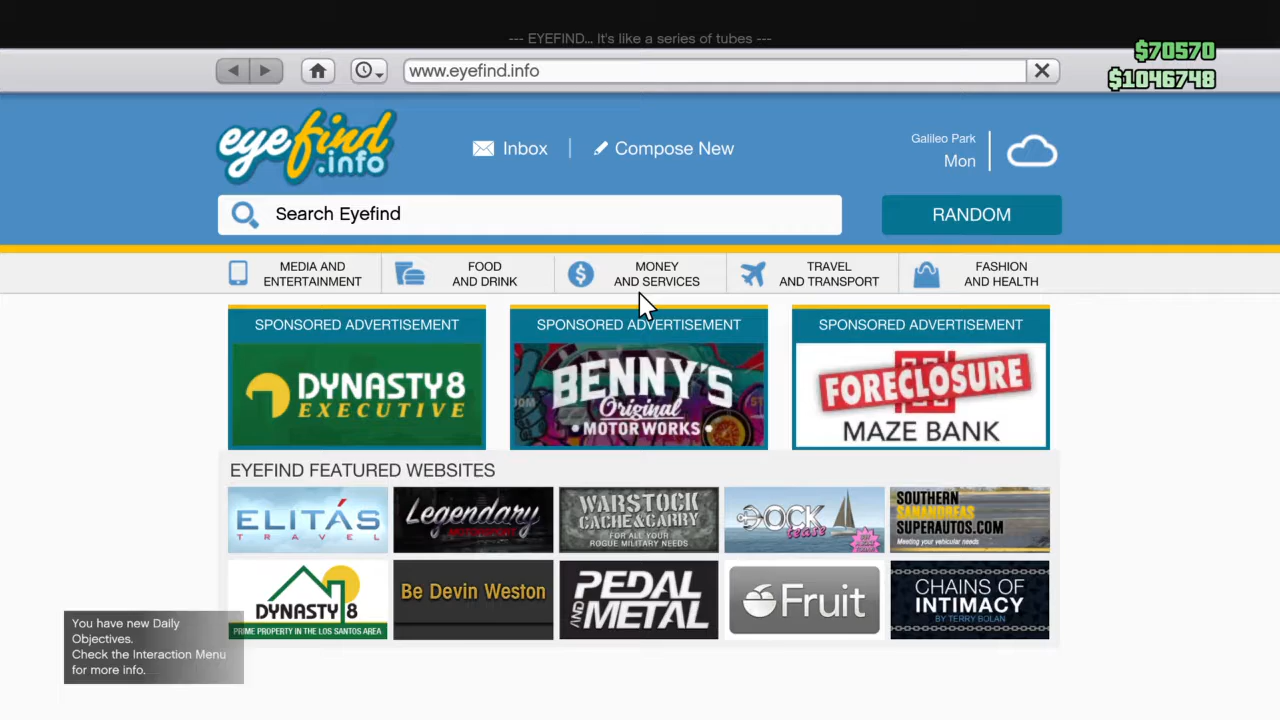 --- EYEFIND... It's like a series of tubes ---
$70570
www.eyefind.info
$1046748
eyefind.info
Inbox
Compose New
Galileo Park
Mon
Search Eyefind
RANDOM
MEDIA AND
ENTERTAINMENT
FOOD
AND DRINK
MONEY
AND SERVICES
TRAVEL
AND TRANSPORT
FASHION
AND HEALTH
SPONSORED ADVERTISEMENT
DYNASTY8
EXECUTIVE
SPONSORED ADVERTISEMENT
BENNY'S
Original
MOTORWORKS
SPONSORED ADVERTISEMENT
FORECLOSURE
MAZE BANK
EYEFIND FEATURED WEBSITES
ELITÁS
TRAVEL
Legendary
MOTORSPORT
WARSTOCK
CACHE&CARRY
FOR ALL YOUR
ROGUE MILITARY NEEDS
DOCK
tease
SOUTHERN
SANANDREAS
SUPERAUTOS.COM
Meeting your vehicular needs
DYNASTY 8
PRIME PROPERTY IN THE LOS SANTOS AREA
Be Devin Weston
PEDAL
AND METAL
Fruit
CHAINS OF
INTIMACY
BY TERRY BOLAN
You have new Daily
Objectives.
Check the Interaction Menu
for more info.